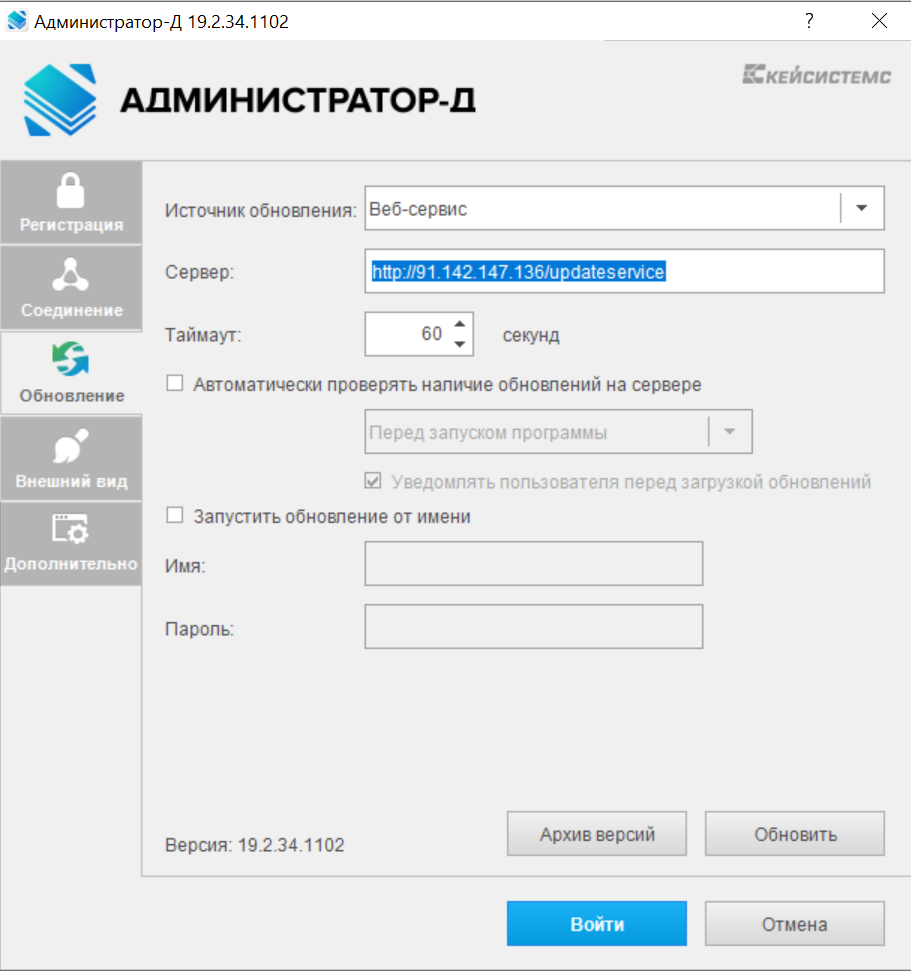 Администратор-Д 19.2.34.1102
?
АДМИНИСТРАТОР-Д
КЕЙСИСТЕМС
Регистрация
Соединение
Обновление
Внешний вид
Дополнительно
Источник обновления: Веб-сервис
Сервер: http://91.142.147.136/updateservice
Таймаут: 60 секунд
Автоматически проверять наличие обновлений на сервере
Перед запуском программы
Уведомлять пользователя перед загрузкой обновлений
Запустить обновление от имени
Имя:
Пароль:
Версия: 19.2.34.1102
Архив версий
Обновить
Войти
Отмена